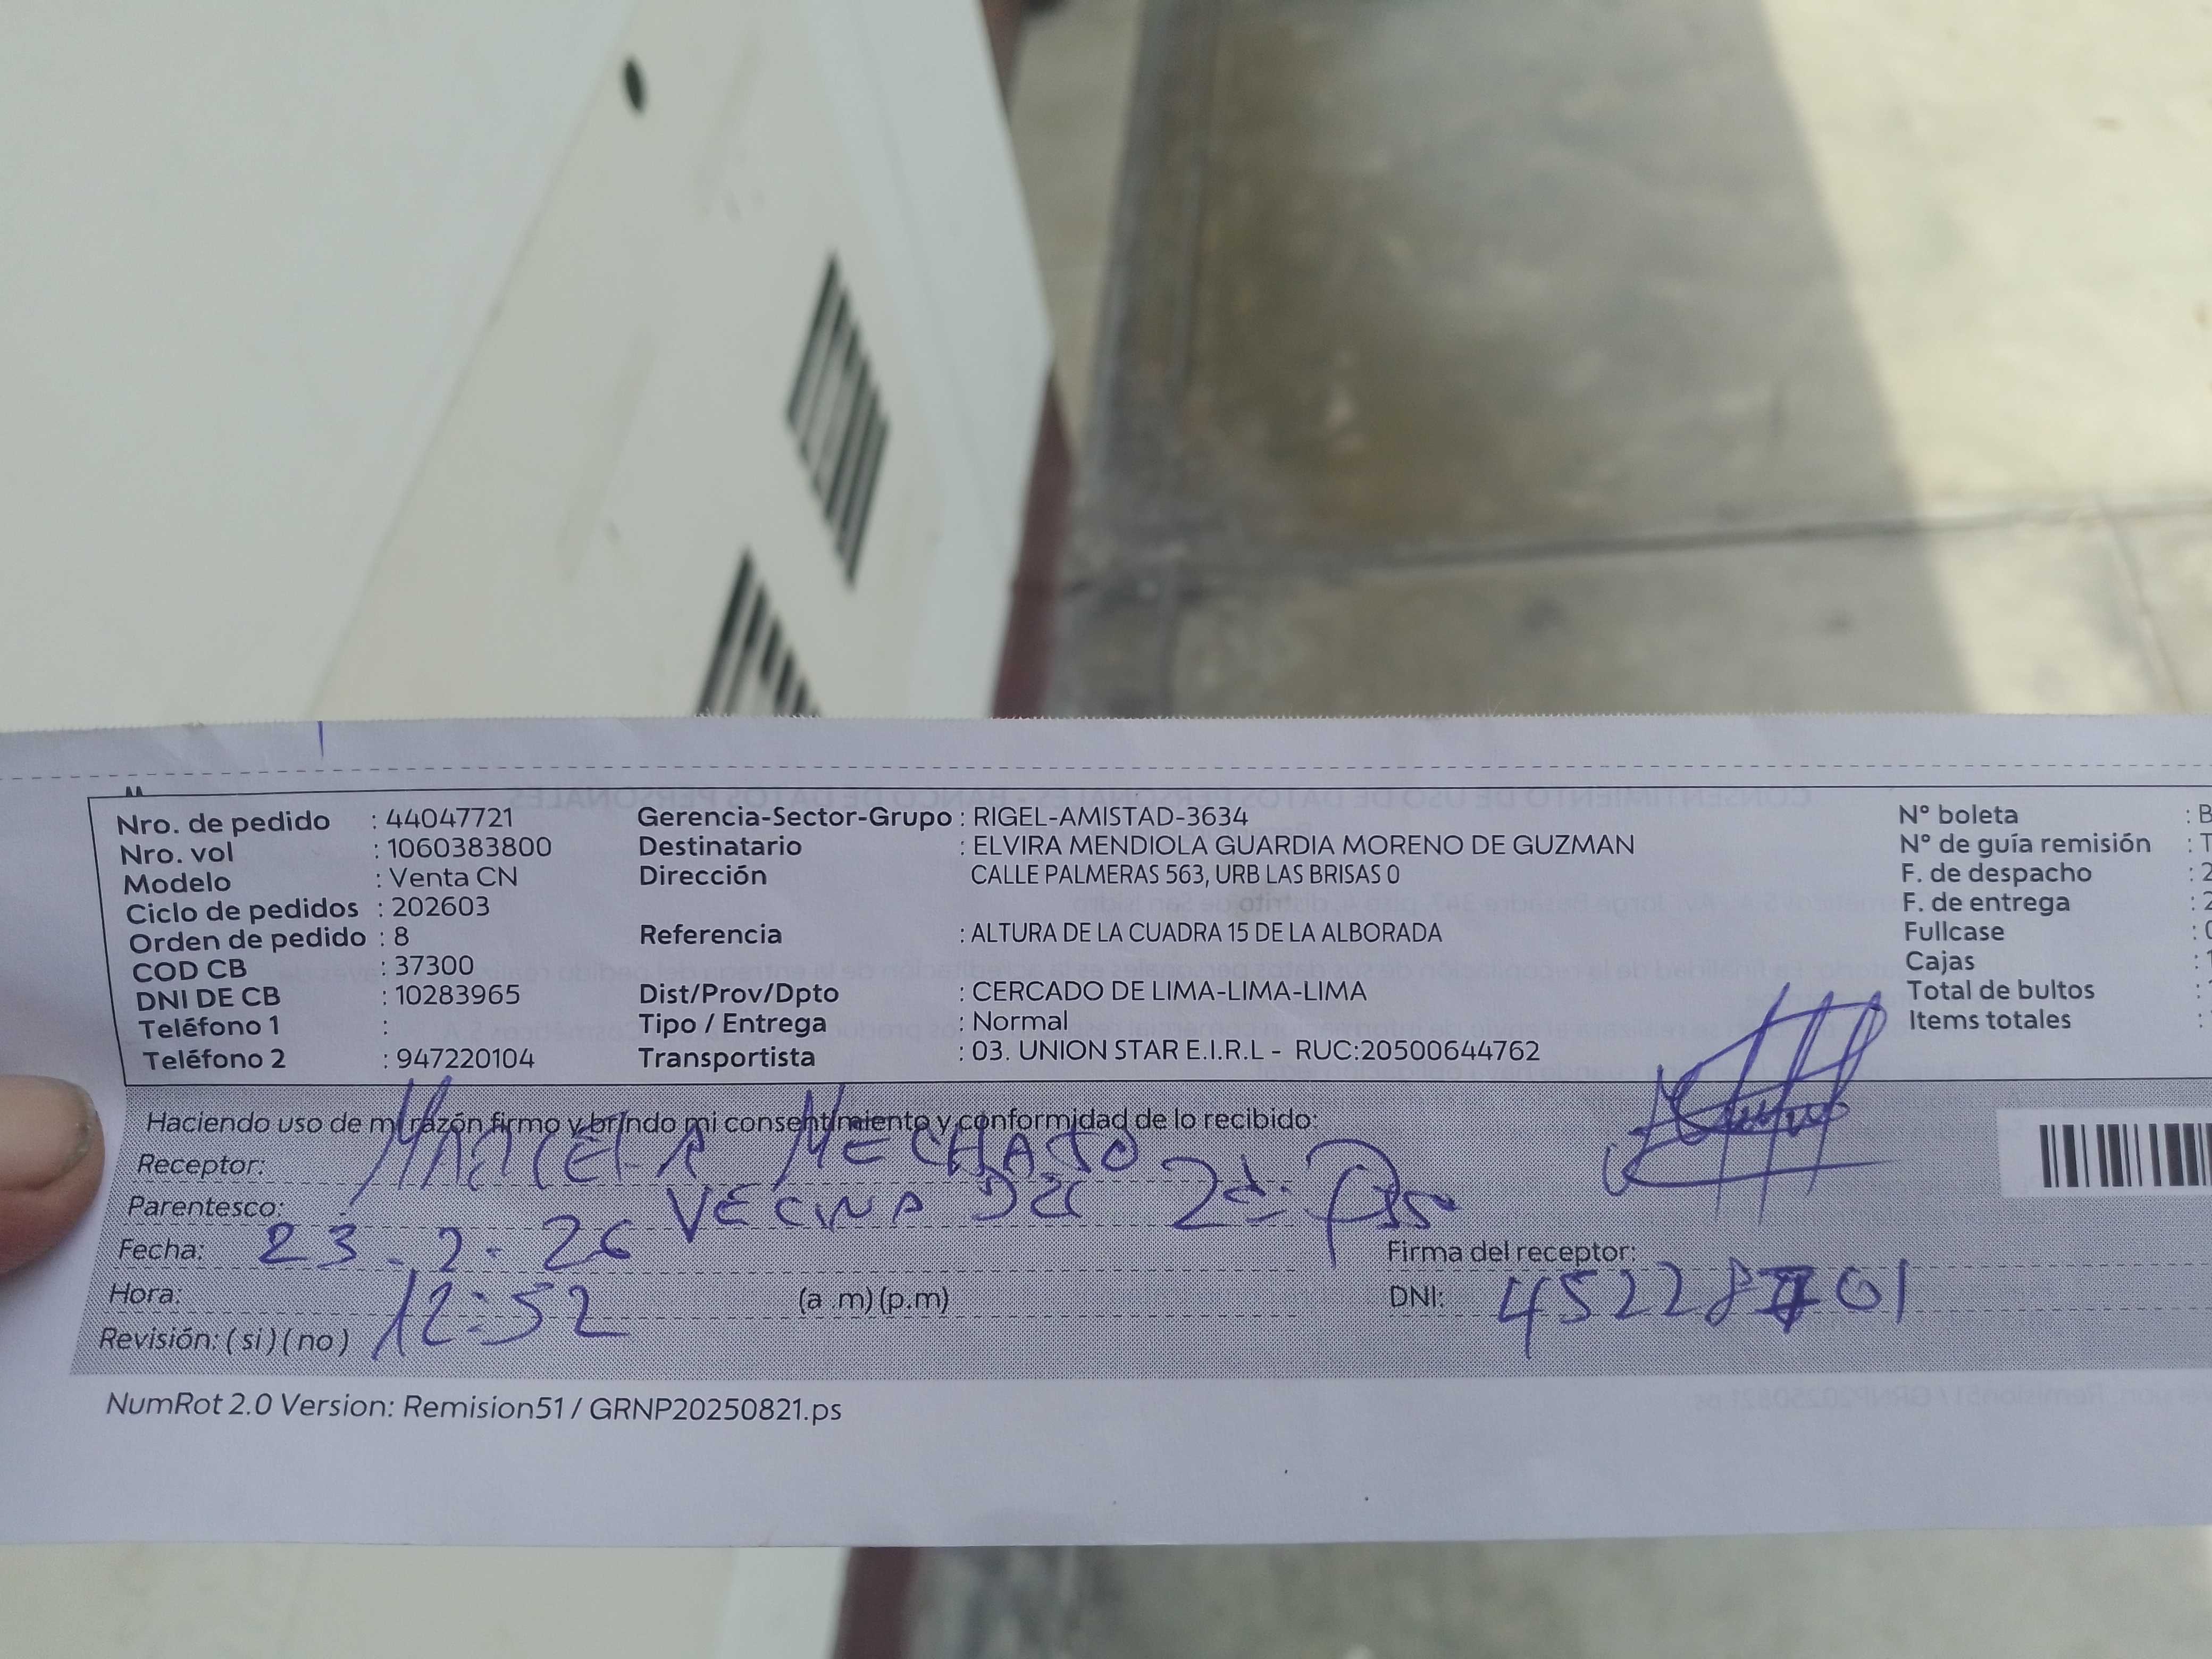 Nro. de pedido : 44047721
Nro. vol : 1060383800
Modelo : Venta CN
Ciclo de pedidos : 202603
Orden de pedido : 8
COD CB : 37300
DNI DE CB : 10283965
Teléfono 1 :
Teléfono 2 : 947220104
Gerencia-Sector-Grupo : RIGEL-AMISTAD-3634
Destinatario : ELVIRA MENDIOLA GUARDIA MORENO DE GUZMAN
Dirección CALLE PALMERAS 563, URB LAS BRISAS 0
Referencia : ALTURA DE LA CUADRA 15 DE LA ALBORADA
Dist/Prov/Dpto : CERCADO DE LIMA-LIMA-LIMA
Tipo / Entrega : Normal
Transportista : 03. UNION STAR E.I.R.L - RUC:20500644762
N° boleta : B
N° de guía remisión : T
F. de despacho : 2
F. de entrega : 2
Fullcase :
Cajas :
Total de bultos :
Items totales :
Haciendo uso de mi razón firmo y brindo mi consentimiento y conformidad de lo recibido:
Receptor: MARCELA
Parentesco: VECINA DEL 2d.
Fecha: 23-2-26
Firma del receptor:
Hora: 12:52 (a .m) (p.m)
DNI: 45228701
Revisión: ( si ) ( no )
NumRot 2.0 Version: Remision51 / GRNP20250821.ps